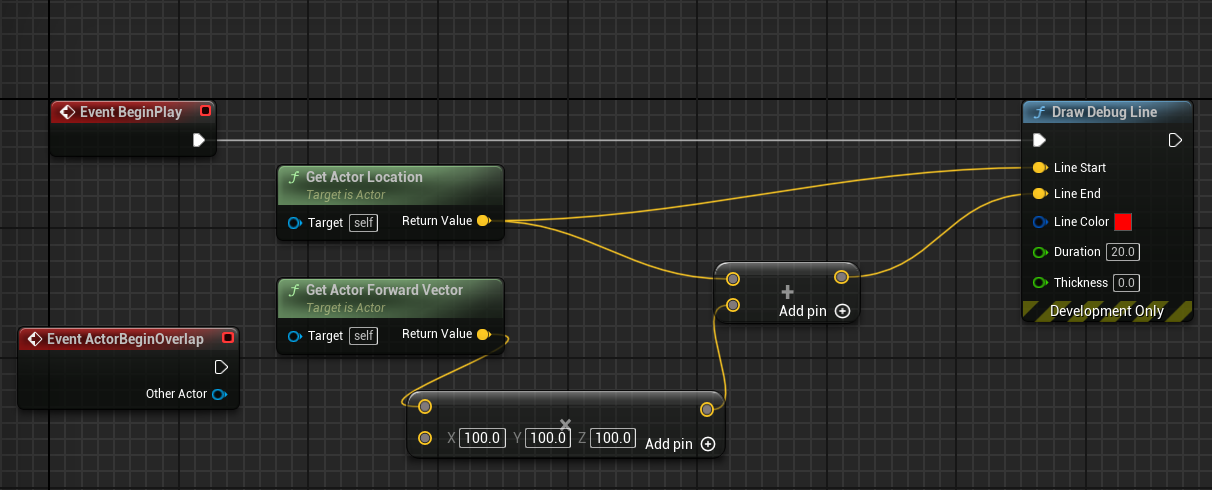 Event BeginPlay
Draw Debug Line
Get Actor Location
Target is Actor
Target self Return Value
Line Start
Line End
Line Color
Duration 20.0
Thickness 0.0
Development Only
Get Actor Forward Vector
Target is Actor
Target self Return Value
+
Add pin
Event ActorBeginOverlap
Other Actor
×
X 100.0 Y 100.0 Z 100.0 Add pin